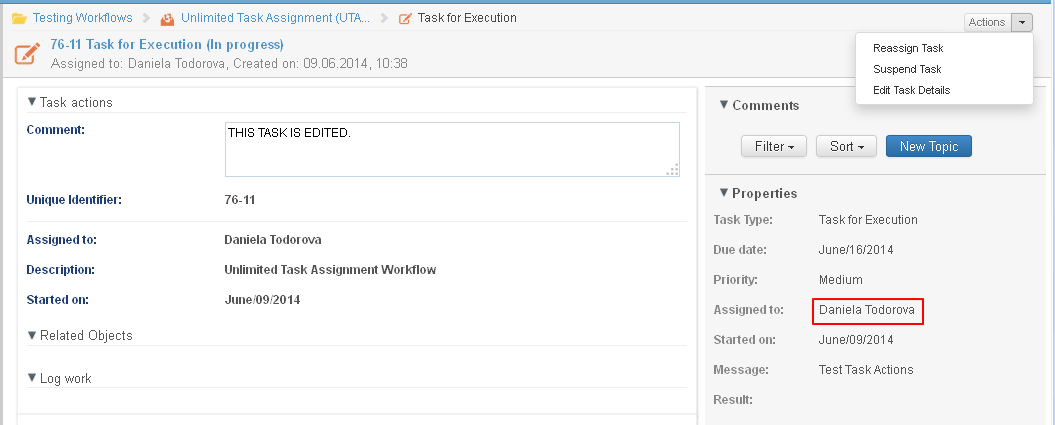 Testing Workflows
Unlimited Task Assignment (UTA...
Task for Execution
Actions
76-11 Task for Execution (In progress)
Assigned to: Daniela Todorova, Created on: 09.06.2014, 10:38
Reassign Task
Suspend Task
Edit Task Details
Task actions
Comment:
THIS TASK IS EDITED.
Unique Identifier:
76-11
Assigned to:
Daniela Todorova
Description:
Unlimited Task Assignment Workflow
Started on:
June/09/2014
Related Objects
Log work
Comments
Filter
Sort
New Topic
Properties
Task Type:
Task for Execution
Due date:
June/16/2014
Priority:
Medium
Assigned to:
Daniela Todorova
Started on:
June/09/2014
Message:
Test Task Actions
Result: